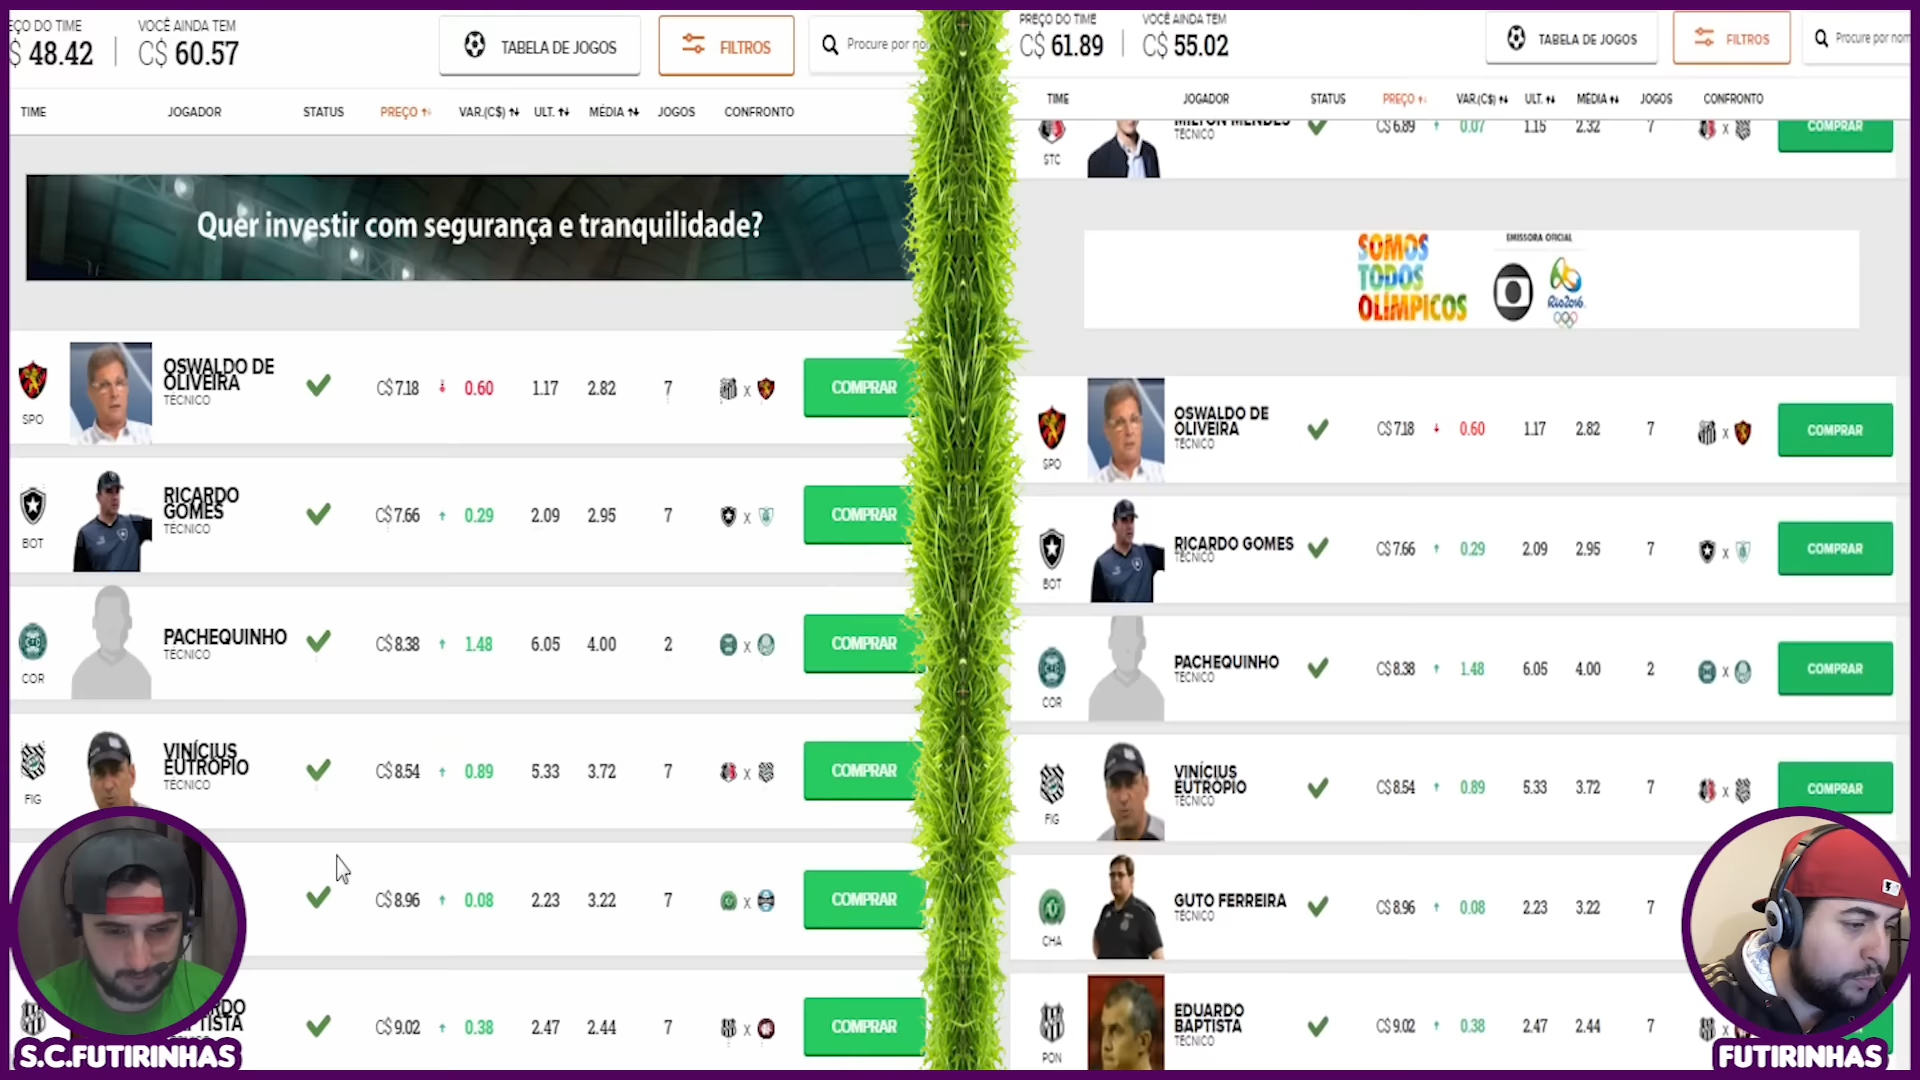 ÇO DO TIME
VOCÊ AINDA TEM
$ 48.42
C$ 60.57
TABELA DE JOGOS
FILTROS
Procure por no
TIME
JOGADOR
STATUS
PREÇO
VAR.(C$)
ULT.
MÉDIA
JOGOS
CONFRONTO
Quer investir com segurança e tranquilidade?
SPO
OSWALDO DE
OLIVEIRA
TÉCNICO
C$ 7.18
0.60
1.17
2.82
7
X
COMPRAR
BOT
RICARDO
GOMES
TÉCNICO
C$ 7.66
0.29
2.09
2.95
7
X
COMPRAR
COR
PACHEQUINHO
TÉCNICO
C$ 8.38
1.48
6.05
4.00
2
X
COMPRAR
FIG
VINÍCIUS
EUTRÓPIO
TÉCNICO
C$ 8.54
0.89
5.33
3.72
7
X
COMPRAR
C$ 8.96
0.08
2.23
3.22
7
X
COMPRAR
RDO
TISTA
C$ 9.02
0.38
2.47
2.44
7
X
COMPRAR
S.C.FUTIRINHAS
PREÇO DO TIME
VOCÊ AINDA TEM
C$ 61.89
C$ 55.02
TABELA DE JOGOS
FILTROS
Procure por nom
TIME
JOGADOR
STATUS
PREÇO
VAR.(C$)
ULT.
MÉDIA
JOGOS
CONFRONTO
STC
MILTON MENDES
TÉCNICO
C$ 6.89
0.07
1.15
2.32
7
X
COMPRAR
SOMOS
TODOS
OLÍMPICOS
EMISSORA OFICIAL
Rio2016
SPO
OSWALDO DE
OLIVEIRA
TÉCNICO
C$ 7.18
0.60
1.17
2.82
7
X
COMPRAR
BOT
RICARDO GOMES
TÉCNICO
C$ 7.66
0.29
2.09
2.95
7
X
COMPRAR
COR
PACHEQUINHO
TÉCNICO
C$ 8.38
1.48
6.05
4.00
2
X
COMPRAR
FIG
VINÍCIUS
EUTRÓPIO
TÉCNICO
C$ 8.54
0.89
5.33
3.72
7
X
COMPRAR
CHA
GUTO FERREIRA
TÉCNICO
C$ 8.96
0.08
2.23
3.22
7
PON
EDUARDO
BAPTISTA
TÉCNICO
C$ 9.02
0.38
2.47
2.44
7
FUTIRINHAS